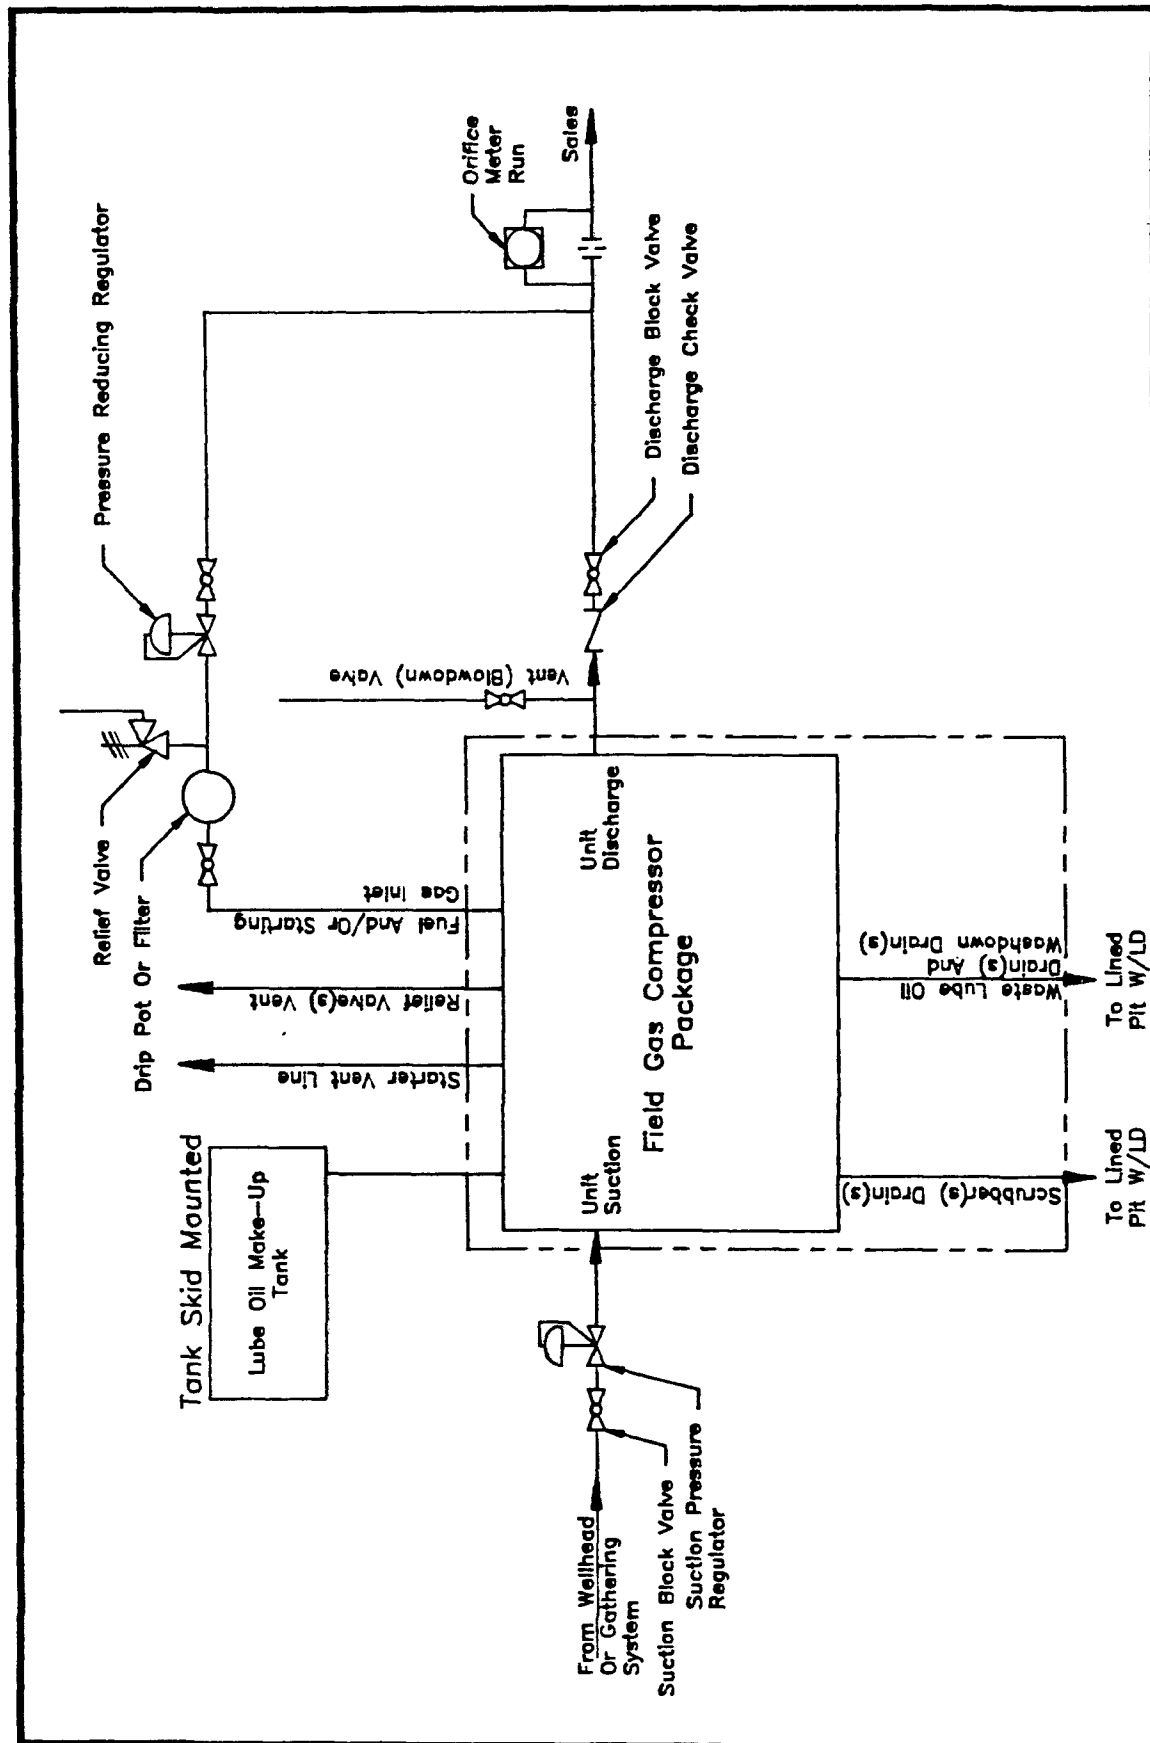 Tank Skid Mounted
Lube Oil Make-Up
Tank
Drip Pot Or Filter
Relief Valve
Pressure Reducing Regulator
Starter Vent Line
Relief Valve(s) Vent
Fuel And/Or Starting
Gas Inlet
Vent (Blowdown) Valve
Orifice
Meter
Run
Sales
From Wellhead
Or Gathering
System
Suction Block Valve
Suction Pressure
Regulator
Unit
Suction
Field Gas Compressor
Package
Unit
Discharge
Discharge Block Valve
Discharge Check Valve
Scrubber(s) Drain(s)
Waste Lube Oil
Drain(s) And
Washdown Drain(s)
To Lined
Pit W/LD
To Lined
Pit W/LD